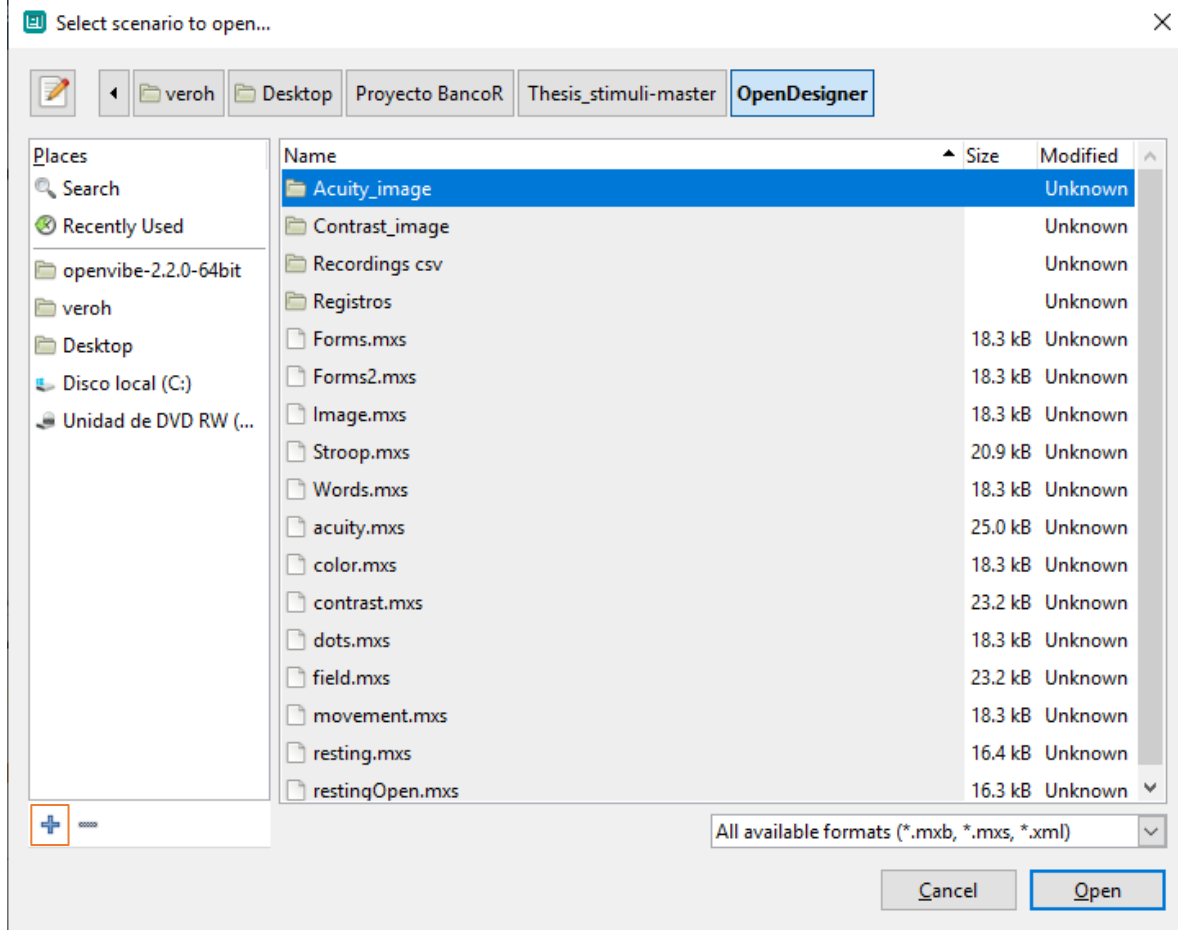 Select scenario to open...
veroh Desktop Proyecto BancoR Thesis_stimuli-master OpenDesigner
Places
Search
Recently Used
openvibe-2.2.0-64bit
veroh
Desktop
Disco local (C:)
Unidad de DVD RW (...
Name Size Modified
Acuity_image Unknown
Contrast_image Unknown
Recordings csv Unknown
Registros Unknown
Forms.mxs 18.3 kB Unknown
Forms2.mxs 18.3 kB Unknown
Image.mxs 18.3 kB Unknown
Stroop.mxs 20.9 kB Unknown
Words.mxs 18.3 kB Unknown
acuity.mxs 25.0 kB Unknown
color.mxs 18.3 kB Unknown
contrast.mxs 23.2 kB Unknown
dots.mxs 18.3 kB Unknown
field.mxs 23.2 kB Unknown
movement.mxs 18.3 kB Unknown
resting.mxs 16.4 kB Unknown
restingOpen.mxs 16.3 kB Unknown
All available formats (*.mxb, *.mxs, *.xml)
Cancel Open